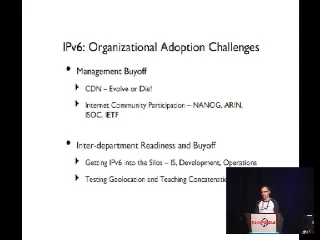 IPv6: Organizational Adoption Challenges
Management Buyoff
CDN – Evolve or Die!
Internet Community Participation – NANOG, ARIN,
ISOC, IETF
Inter-department Readiness and Buyoff
Getting IPv6 into the Silos – IS, Development, Operations
Testing Geolocation and Teaching Concatenatio